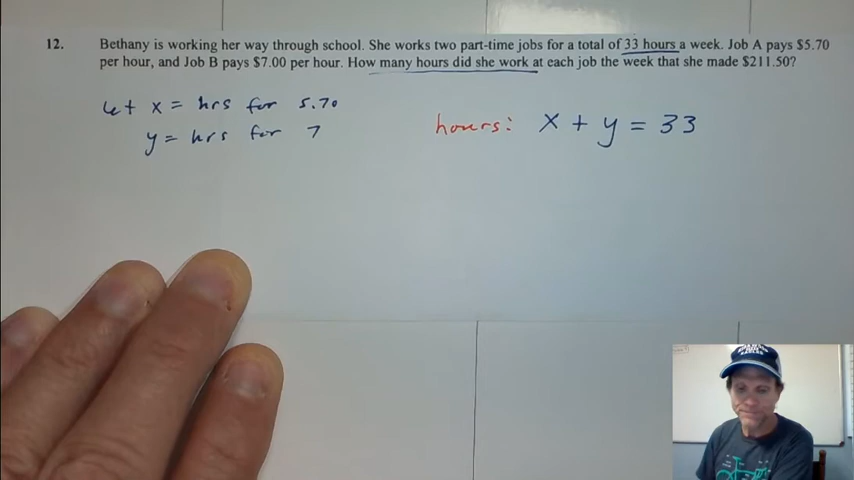 12. Bethany is working her way through school. She works two part-time jobs for a total of 33 hours a week. Job A pays $5.70
per hour, and Job B pays $7.00 per hour. How many hours did she work at each job the week that she made $211.50?
Let x = hrs for 5.70
y = hrs for 7
hours: x + y = 33